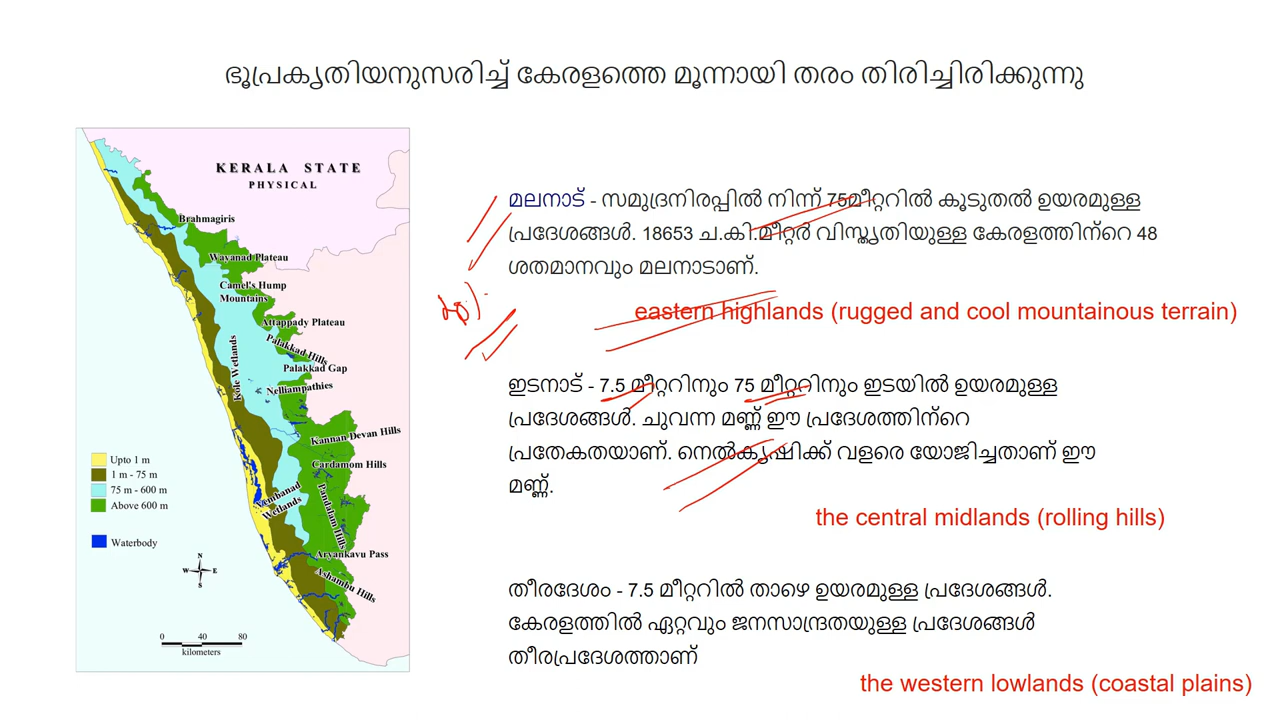 ഭൂപ്രകൃതിയനുസരിച്ച് കേരളത്തെ മൂന്നായി തരം തിരിച്ചിരിക്കുന്നു
KERALA STATE
PHYSICAL
Brahmagiris
Wayanad Plateau
Camel's Hump
Mountains
Attappady Plateau
Palakkad Hills
Palakkad Gap
Kole Wetlands
Nelliampathies
Kannan Devan Hills
Cardamom Hills
Pandalam Hills
Vembanad
Wetlands
Aryankavu Pass
Ashambu Hills
Upto 1 m
1 m - 75 m
75 m - 600 m
Above 600 m
Waterbody
N
W E
S
0 40 80
kilometers
മലനാട് - സമുദ്രനിരപ്പിൽ നിന്ന് 75മീറ്ററിൽ കൂടുതൽ ഉയരമുള്ള
പ്രദേശങ്ങൾ. 18653 ച.കി.മീറ്റർ വിസ്തൃതിയുള്ള കേരളത്തിന്റെ 48
ശതമാനവും മലനാടാണ്.
eastern highlands (rugged and cool mountainous terrain)
ഇടനാട് - 7.5 മീറ്ററിനും 75 മീറ്ററിനും ഇടയിൽ ഉയരമുള്ള
പ്രദേശങ്ങൾ. ചുവന്ന മണ്ണ് ഈ പ്രദേശത്തിന്റെ
പ്രതേകതയാണ്. നെൽകൃഷിക്ക് വളരെ യോജിച്ചതാണ് ഈ
മണ്ണ്.
the central midlands (rolling hills)
തീരദേശം - 7.5 മീറ്ററിൽ താഴെ ഉയരമുള്ള പ്രദേശങ്ങൾ.
കേരളത്തിൽ ഏറ്റവും ജനസാന്ദ്രതയുള്ള പ്രദേശങ്ങൾ
തീരപ്രദേശത്താണ്
the western lowlands (coastal plains)